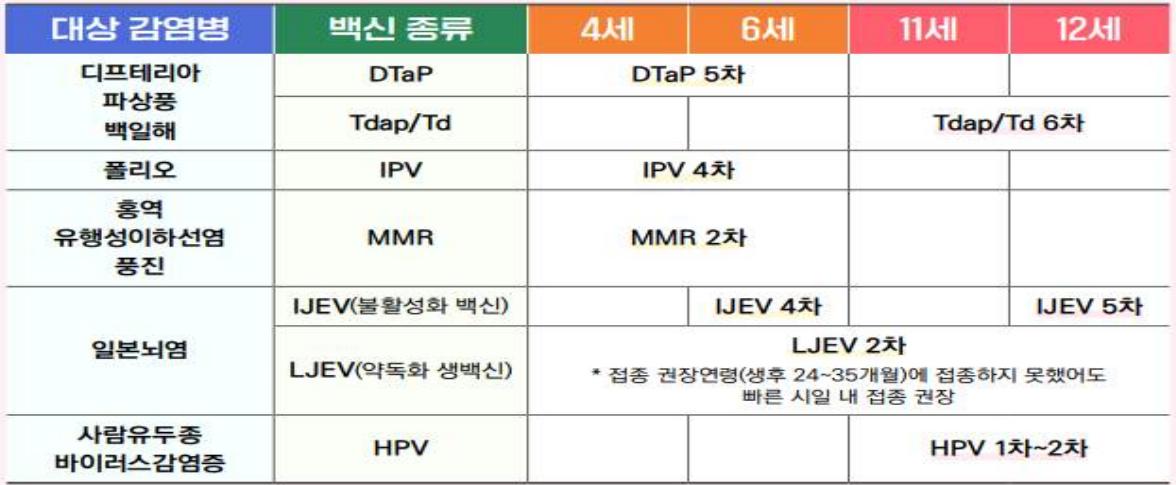 대상 감염병 백신 종류 4세 6세 11세 12세
디프테리아
파상풍
백일해
DTaP DTaP 5차
Tdap/Td Tdap/Td 6차
폴리오 IPV IPV 4차
홍역
유행성이하선염
풍진
MMR MMR 2차
일본뇌염
IJEV(불활성화 백신) IJEV 4차 IJEV 5차
LJEV(약독화 생백신)
LJEV 2차
* 접종 권장연령(생후 24~35개월)에 접종하지 못했어도
빠른 시일 내 접종 권장
사람유두종
바이러스감염증
HPV HPV 1차~2차